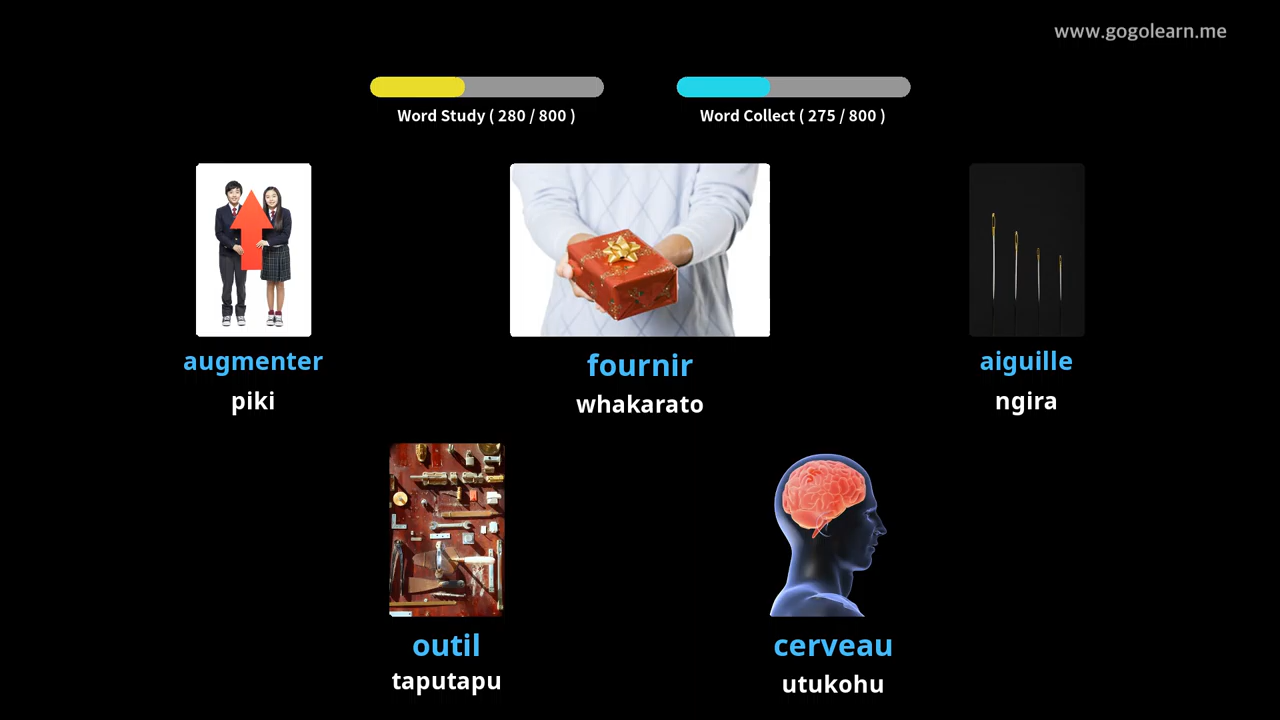 www.gogolearn.me
Word Study ( 280 / 800 )
Word Collect ( 275 / 800 )
augmenter
piki
fournir
whakarato
aiguille
ngira
outil
taputapu
cerveau
utukohu